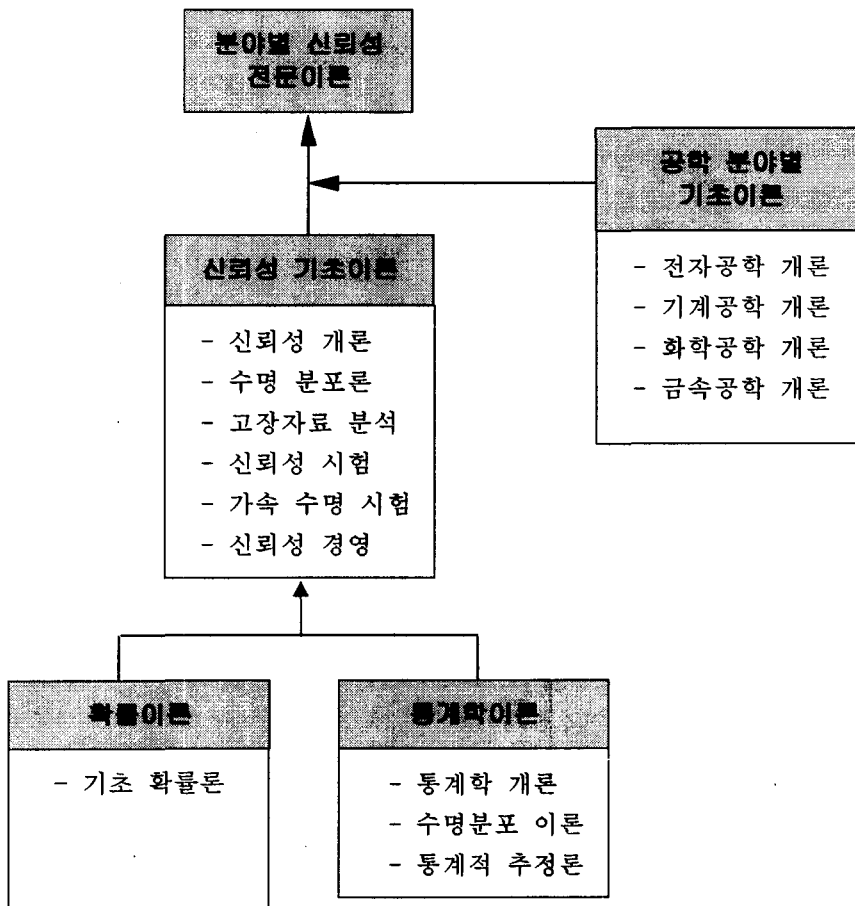 분야별 신뢰성
전문이론
공학 분야별
기초이론
- 전자공학 개론
- 기계공학 개론
- 화학공학 개론
- 금속공학 개론
신뢰성 기초이론
- 신뢰성 개론
- 수명 분포론
- 고장자료 분석
- 신뢰성 시험
- 가속 수명 시험
- 신뢰성 경영
확률이론
- 기초 확률론
통계학이론
- 통계학 개론
- 수명분포 이론
- 통계적 추정론